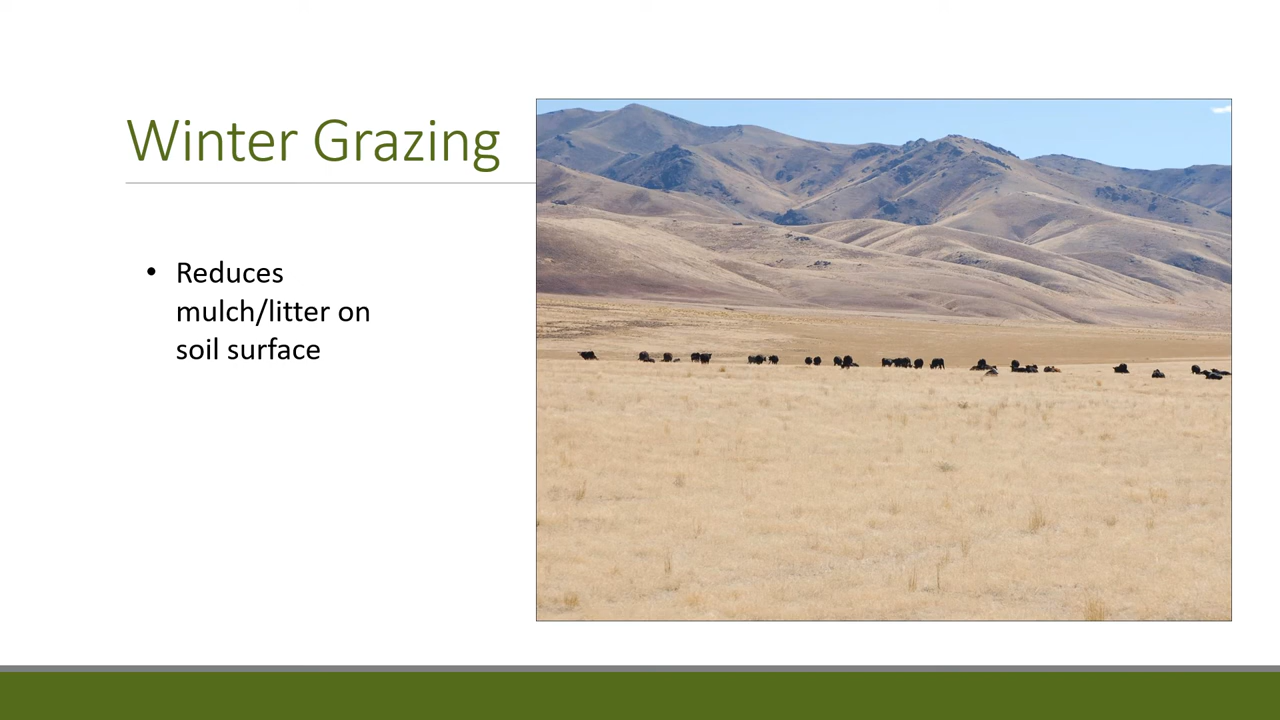 Winter Grazing
• Reduces
mulch/litter on
soil surface